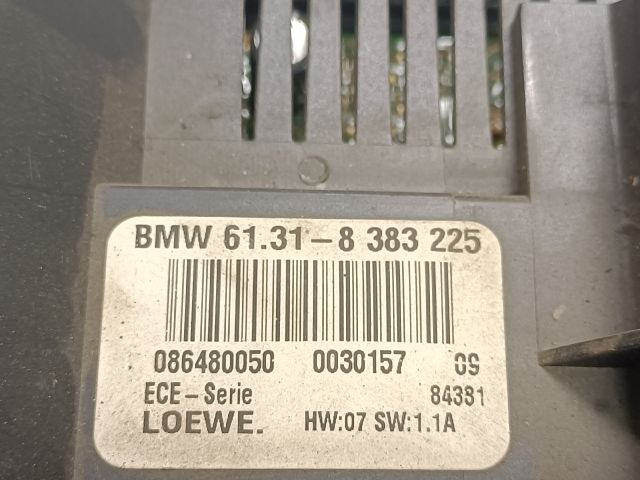 BMW 61.31-8 383 225
086480050 0030157 09
ECE-Serie 84381
LOEWE. HW:07 SW:1.1A